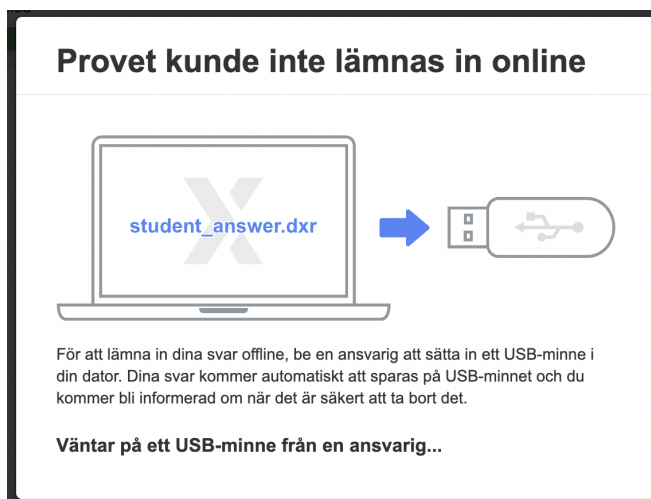 Provet kunde inte lämnas in online
student_answer.dxr
För att lämna in dina svar offline, be en ansvarig att sätta in ett USB-minne i
din dator. Dina svar kommer automatiskt att sparas på USB-minnet och du
kommer bli informerad om när det är säkert att ta bort det.
Väntar på ett USB-minne från en ansvarig...